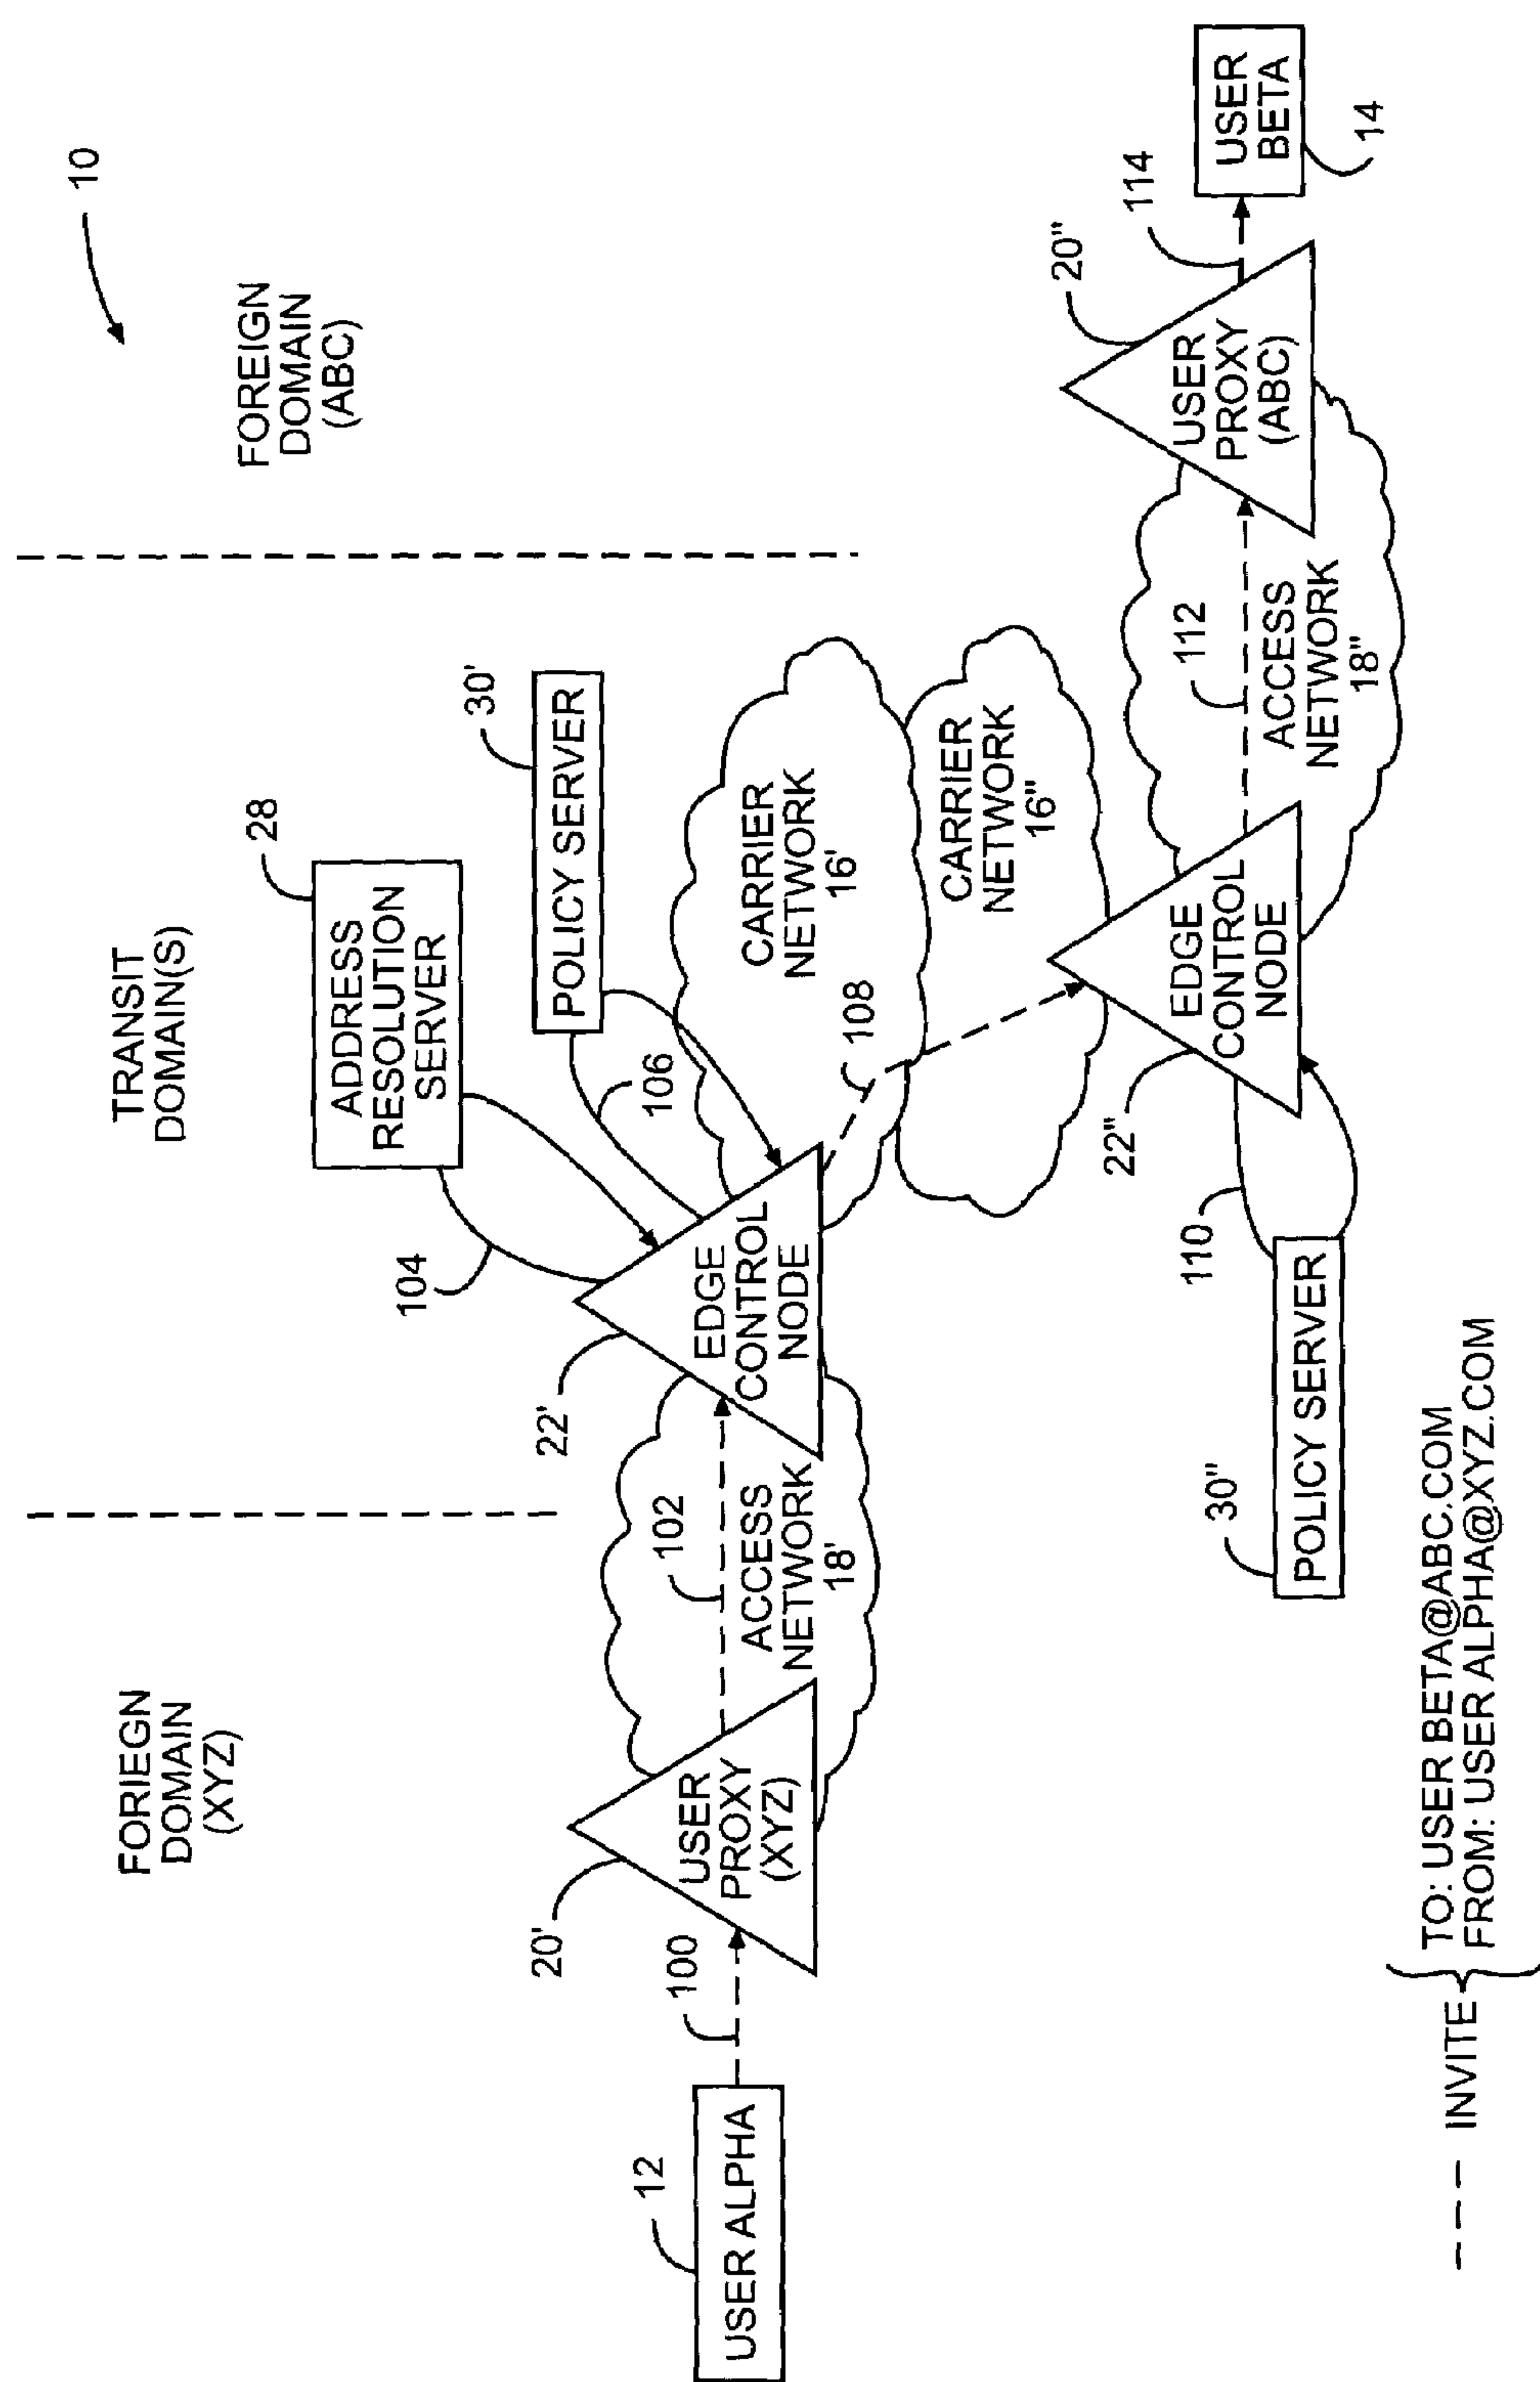 10
FORIEGN
DOMAIN
(XYZ)
TRANSIT
DOMAIN(S)
FOREIGN
DOMAIN
(ABC)
28
ADDRESS
RESOLUTION
SERVER
30'
POLICY SERVER
104
106
12
USER ALPHA
100
20'
USER
PROXY
(XYZ)
102
ACCESS
NETWORK
18'
22'
EDGE
CONTROL
NODE
CARRIER
NETWORK
16'
108
CARRIER
NETWORK
16"
22"
EDGE
CONTROL
NODE
110
30"
POLICY SERVER
112
ACCESS
NETWORK
18"
20"
USER
PROXY
(ABC)
114
USER
BETA
14
--- INVITE
TO: USER BETA@ABC.COM
FROM: USER ALPHA@XYZ.COM